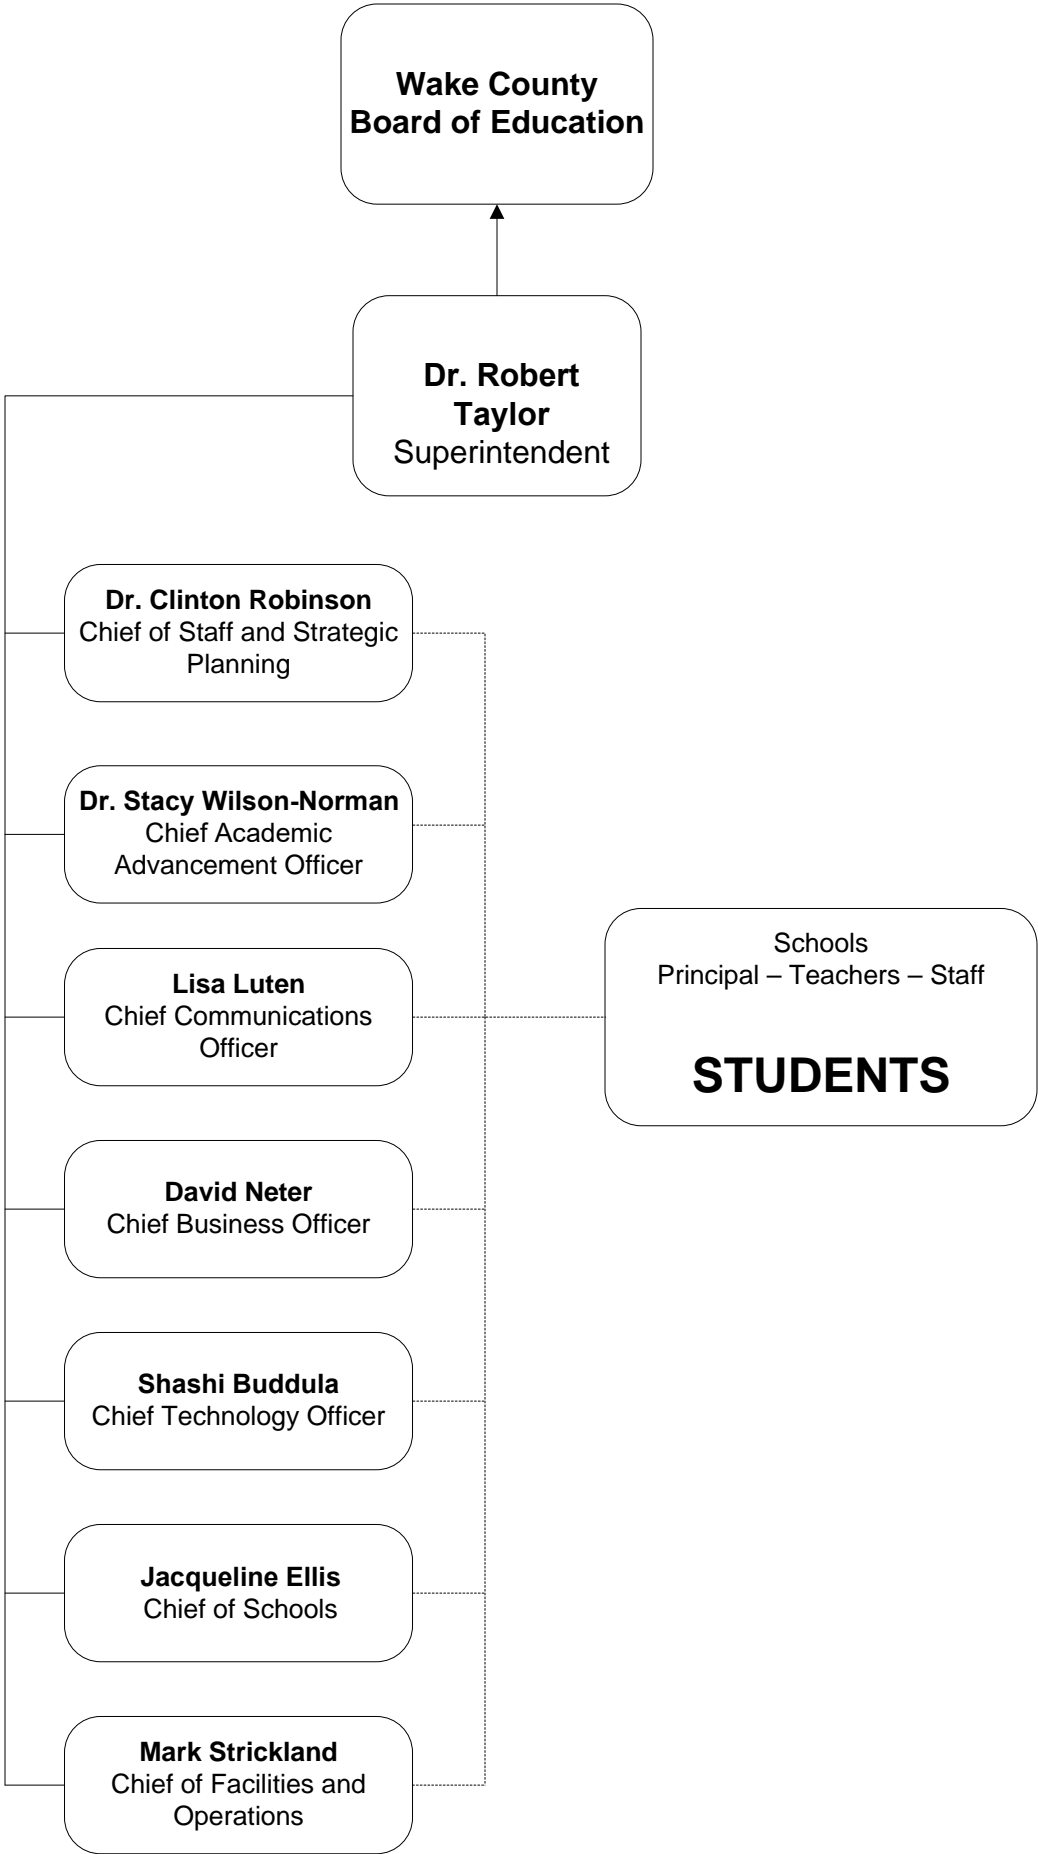 Wake County
Board of Education
Dr. Robert
Taylor
Superintendent
Dr. Clinton Robinson
Chief of Staff and Strategic
Planning
Dr. Stacy Wilson-Norman
Chief Academic
Advancement Officer
Lisa Luten
Chief Communications
Officer
Schools
Principal – Teachers – Staff
STUDENTS
David Neter
Chief Business Officer
Shashi Buddula
Chief Technology Officer
Jacqueline Ellis
Chief of Schools
Mark Strickland
Chief of Facilities and
Operations